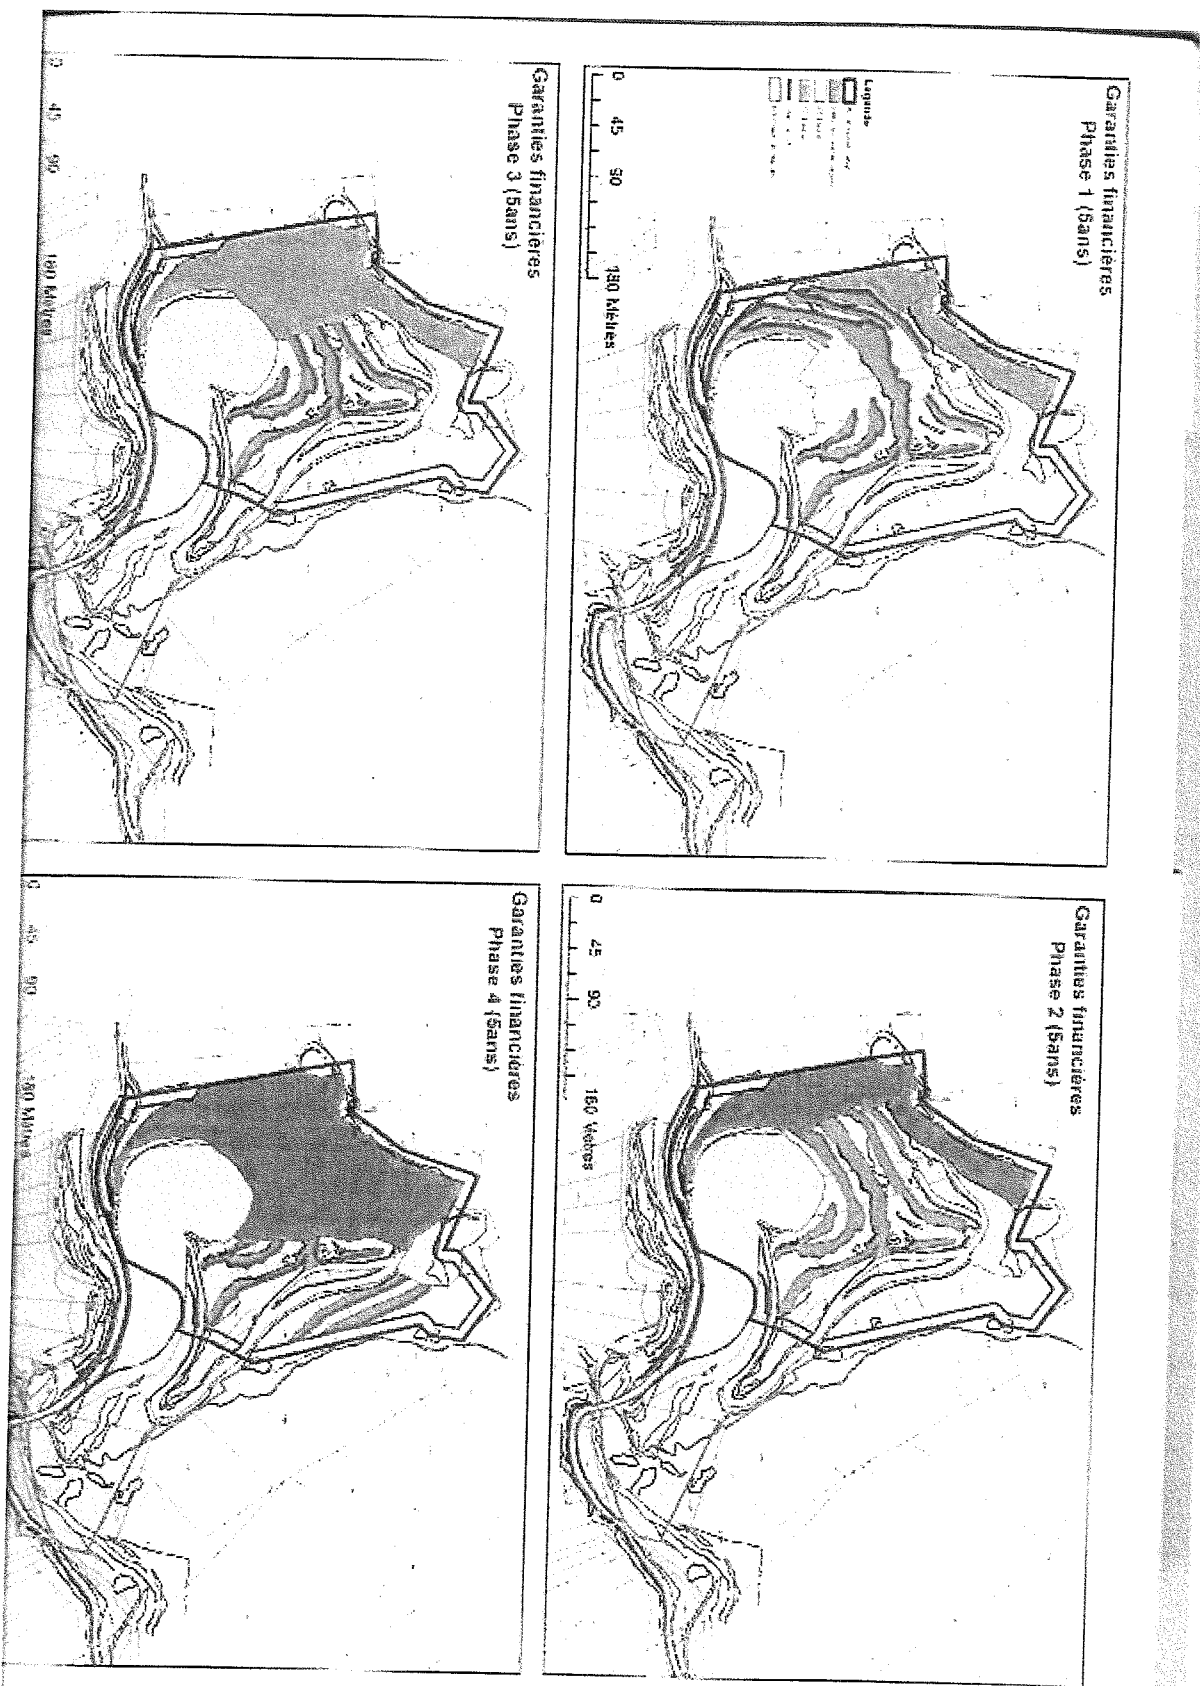 Garanties financières
Phase 1 (5ans)
Légende
0 45 90 180 Mètres
Garanties financières
Phase 2 (5ans)
0 45 90 180 Mètres
Garanties financières
Phase 3 (5ans)
0 45 90 180 Mètres
Garanties financières
Phase 4 (5ans)
0 45 90 180 Mètres